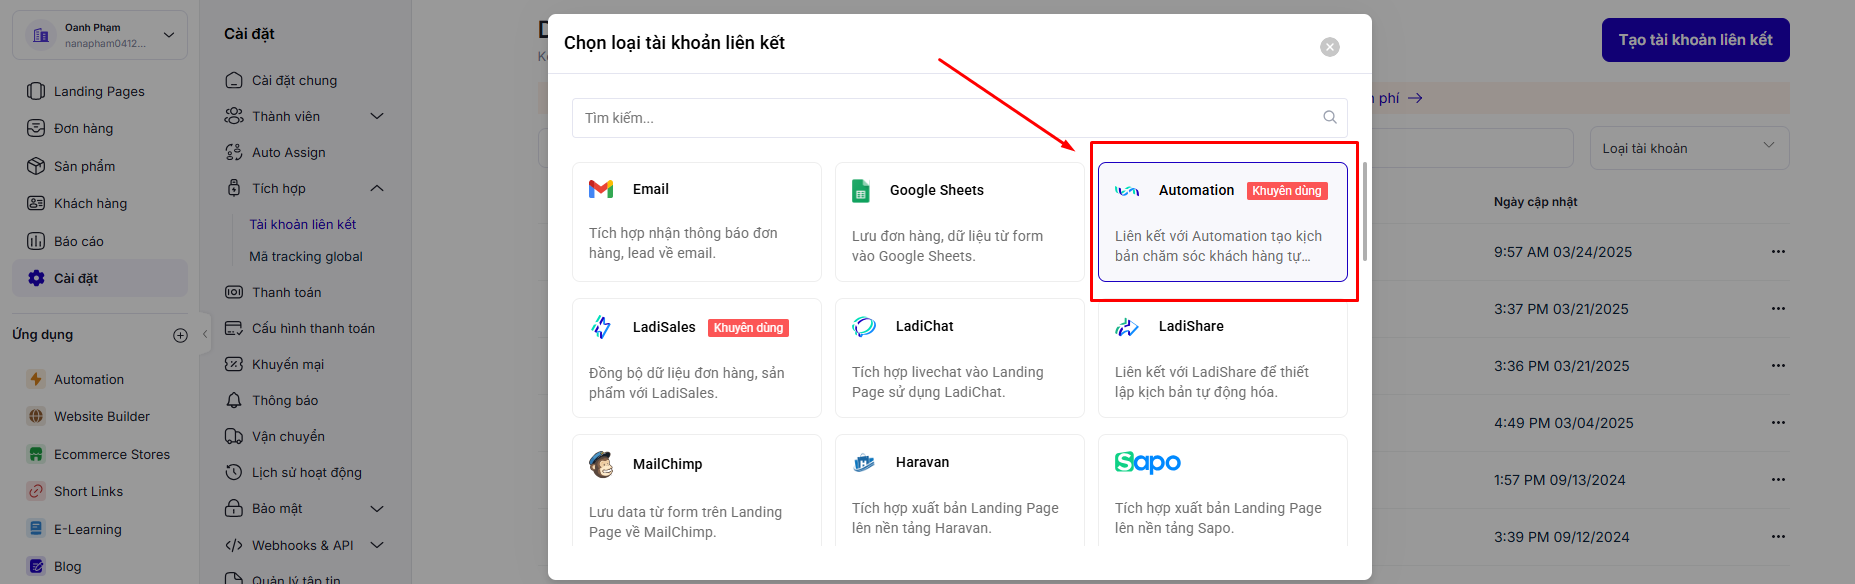 Oanh Phạm
nanapham0412...
Landing Pages
Đơn hàng
Sản phẩm
Khách hàng
Báo cáo
Cài đặt
Ứng dụng
Automation
Website Builder
Ecommerce Stores
Short Links
E-Learning
Blog
Cài đặt
Cài đặt chung
Thành viên
Auto Assign
Tích hợp
Tài khoản liên kết
Mã tracking global
Thanh toán
Cấu hình thanh toán
Khuyến mại
Thông báo
Vận chuyển
Lịch sử hoạt động
Bảo mật
Webhooks & API
Quản lý tập tin
Chọn loại tài khoản liên kết
Tìm kiếm...
Email
Tích hợp nhận thông báo đơn
hàng, lead về email.
Google Sheets
Lưu đơn hàng, dữ liệu từ form
vào Google Sheets.
Automation Khuyên dùng
Liên kết với Automation tạo kịch
bản chăm sóc khách hàng tự...
LadiSales Khuyên dùng
Đồng bộ dữ liệu đơn hàng, sản
phẩm với LadiSales.
LadiChat
Tích hợp livechat vào Landing
Page sử dụng LadiChat.
LadiShare
Liên kết với LadiShare để thiết
lập kịch bản tự động hóa.
MailChimp
Lưu data từ form trên Landing
Page về MailChimp.
Haravan
Tích hợp xuất bản Landing Page
lên nền tảng Haravan.
Sapo
Tích hợp xuất bản Landing Page
lên nền tảng Sapo.
Tạo tài khoản liên kết
phí
Loại tài khoản
Ngày cập nhật
9:57 AM 03/24/2025
3:37 PM 03/21/2025
3:36 PM 03/21/2025
4:49 PM 03/04/2025
1:57 PM 09/13/2024
3:39 PM 09/12/2024